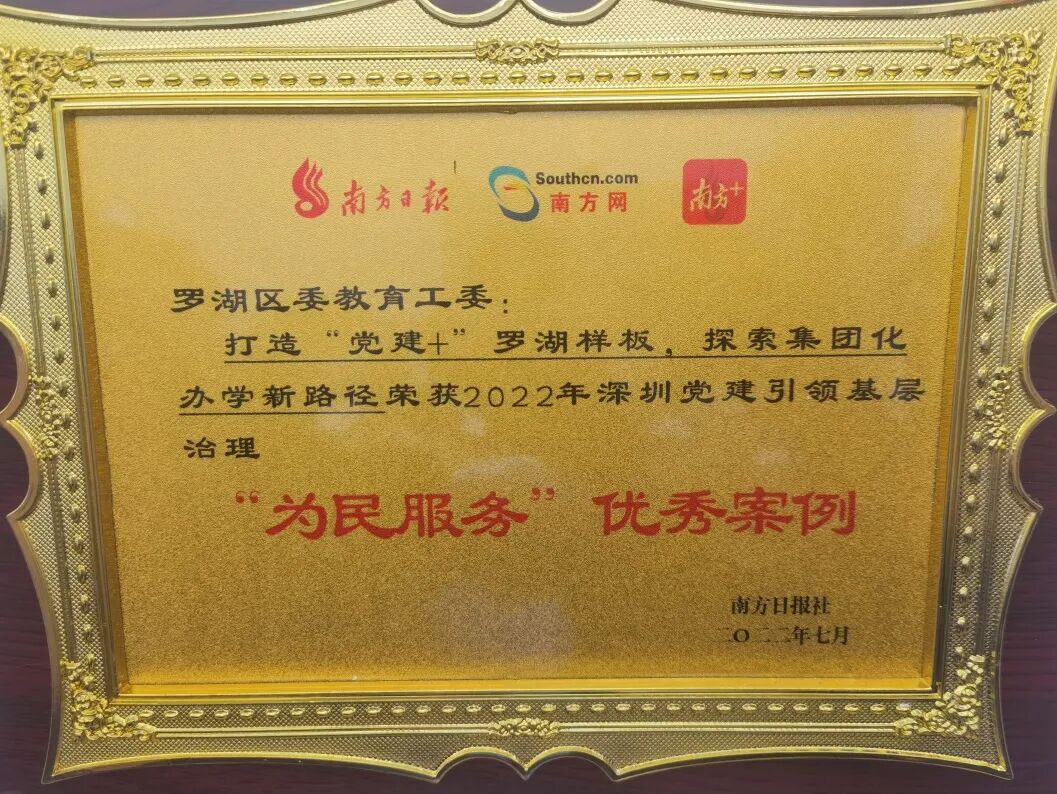 南方日报
Southcn.com
南方网
南方+
罗湖区委教育工委：
打造“党建+”罗湖样板，探索集团化
办学新路径荣获2022年深圳党建引领基层
治理
“为民服务”优秀案例
南方日报社
二〇二二年七月